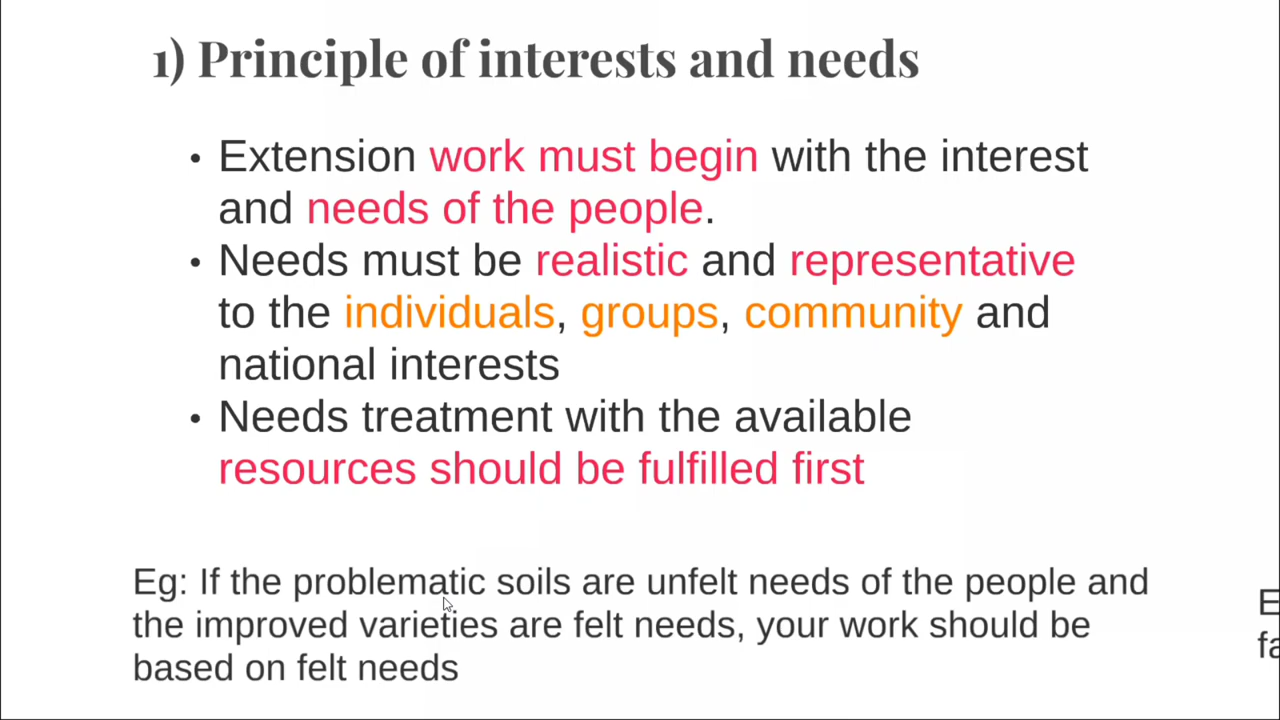 1) Principle of interests and needs
• Extension work must begin with the interest
and needs of the people.
• Needs must be realistic and representative
to the individuals, groups, community and
national interests
• Needs treatment with the available
resources should be fulfilled first
Eg: If the problematic soils are unfelt needs of the people and
the improved varieties are felt needs, your work should be
based on felt needs